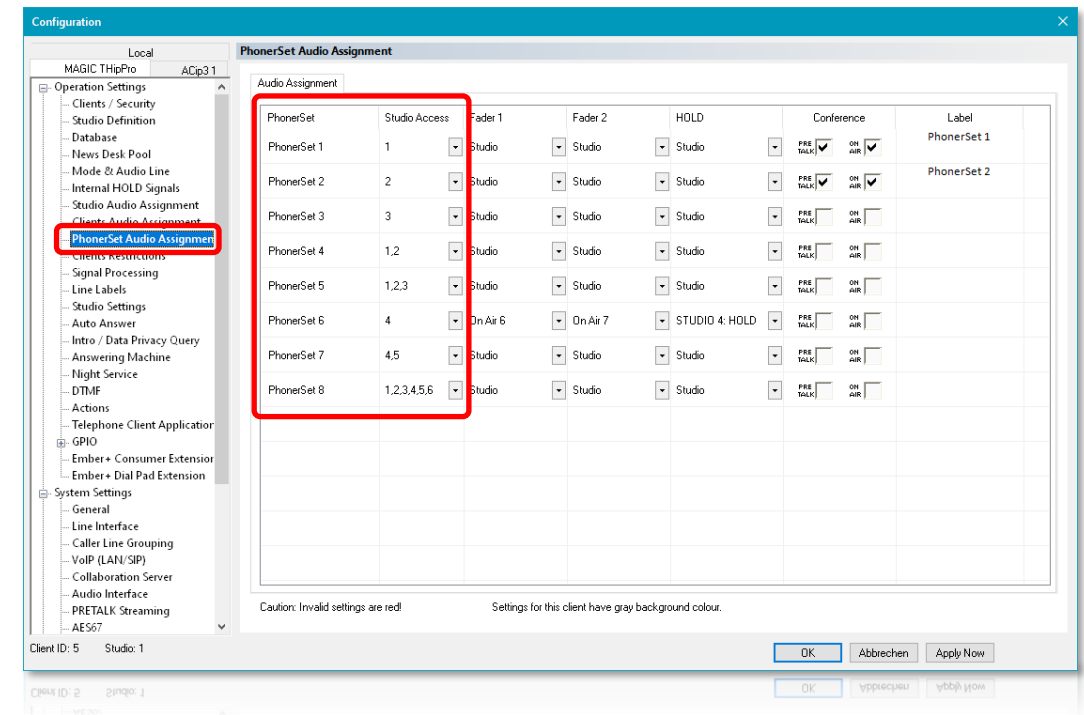 Configuration
Local
MAGIC THipPro ACip3 1
Operation Settings
Clients / Security
Studio Definition
Database
News Desk Pool
Mode & Audio Line
Internal HOLD Signals
Studio Audio Assignment
Clients Audio Assignment
PhonerSet Audio Assignmen
Clients Restrictions
Signal Processing
Line Labels
Studio Settings
Auto Answer
Intro / Data Privacy Query
Answering Machine
Night Service
DTMF
Actions
Telephone Client Application
GPIO
Ember+ Consumer Extension
Ember+ Dial Pad Extension
System Settings
General
Line Interface
Caller Line Grouping
VoIP (LAN/SIP)
Collaboration Server
Audio Interface
PRETALK Streaming
AES67
PhonerSet Audio Assignment
Audio Assignment
PhonerSet Studio Access Fader 1 Fader 2 HOLD Conference Label
PhonerSet 1 1 Studio Studio Studio PRE TALK ON AIR PhonerSet 1
PhonerSet 2 2 Studio Studio Studio PRE TALK ON AIR PhonerSet 2
PhonerSet 3 3 Studio Studio Studio PRE TALK ON AIR
PhonerSet 4 1,2 Studio Studio Studio PRE TALK ON AIR
PhonerSet 5 1,2,3 Studio Studio Studio PRE TALK ON AIR
PhonerSet 6 4 On Air 6 On Air 7 STUDIO 4: HOLD PRE TALK ON AIR
PhonerSet 7 4,5 Studio Studio Studio PRE TALK ON AIR
PhonerSet 8 1,2,3,4,5,6 Studio Studio Studio PRE TALK ON AIR
Caution: Invalid settings are red! Settings for this client have gray background colour.
Client ID: 5 Studio: 1
OK Abbrechen Apply Now